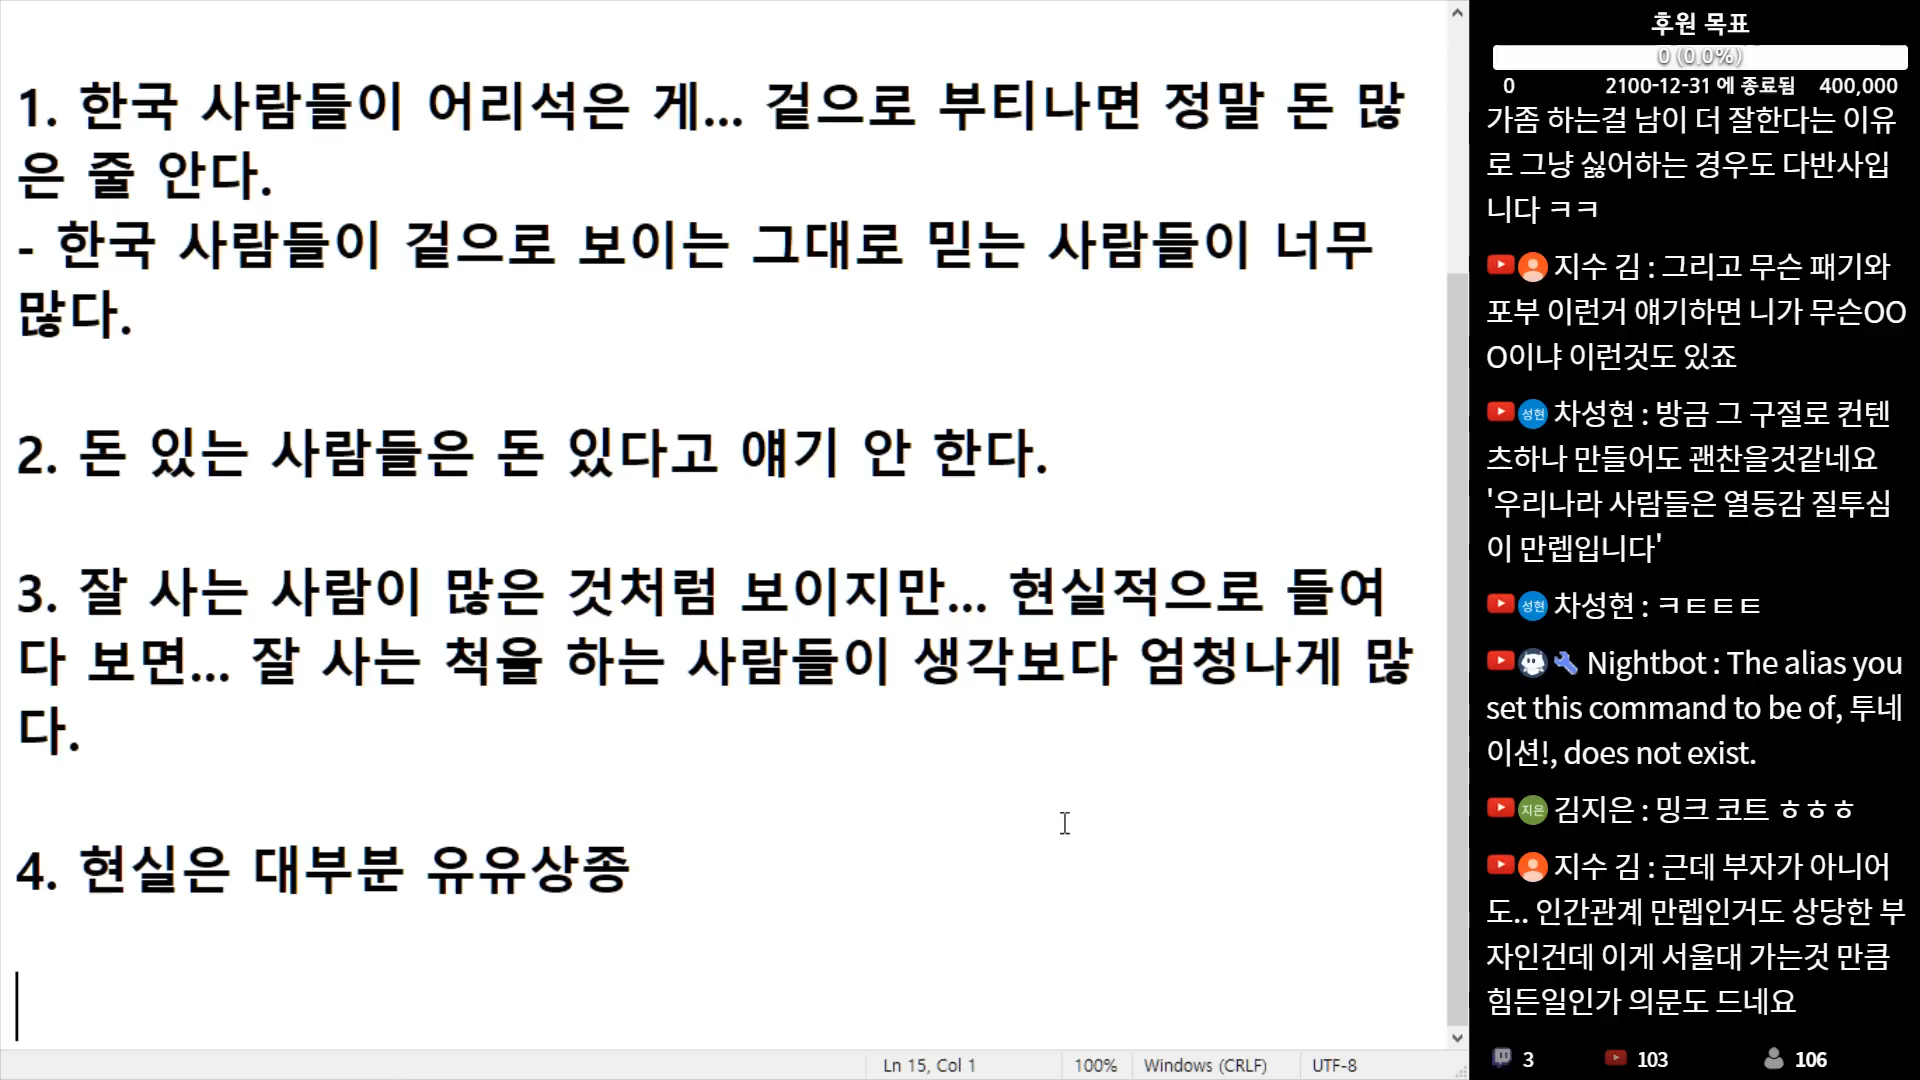 1. 한국 사람들이 어리석은 게... 겉으로 부티나면 정말 돈 많
은 줄 안다.
- 한국 사람들이 겉으로 보이는 그대로 믿는 사람들이 너무
많다.
2. 돈 있는 사람들은 돈 있다고 얘기 안 한다.
3. 잘 사는 사람이 많은 것처럼 보이지만... 현실적으로 들여
다 보면... 잘 사는 척을 하는 사람들이 생각보다 엄청나게 많
다.
4. 현실은 대부분 유유상종
Ln 15, Col 1
100%
Windows (CRLF)
UTF-8
후원 목표
0 (0.0%)
0 2100-12-31 에 종료됨 400,000
가좀 하는걸 남이 더 잘한다는 이유
로 그냥 싫어하는 경우도 다반사입
니다 ㅋㅋ
지수 김 : 그리고 무슨 패기와
포부 이런거 얘기하면 니가 무슨OO
O이냐 이런것도 있죠
성현 차성현 : 방금 그 구절로 컨텐
츠하나 만들어도 괜찬을것같네요
'우리나라 사람들은 열등감 질투심
이 만렙입니다'
성현 차성현 : ㅋㅌㅌㅌ
Nightbot : The alias you
set this command to be of, 투네
이션!, does not exist.
지은 김지은 : 밍크 코트 ㅎㅎㅎ
지수 김 : 근데 부자가 아니어
도.. 인간관계 만렙인거도 상당한 부
자인건데 이게 서울대 가는것 만큼
힘든일인가 의문도 드네요
3 103 106